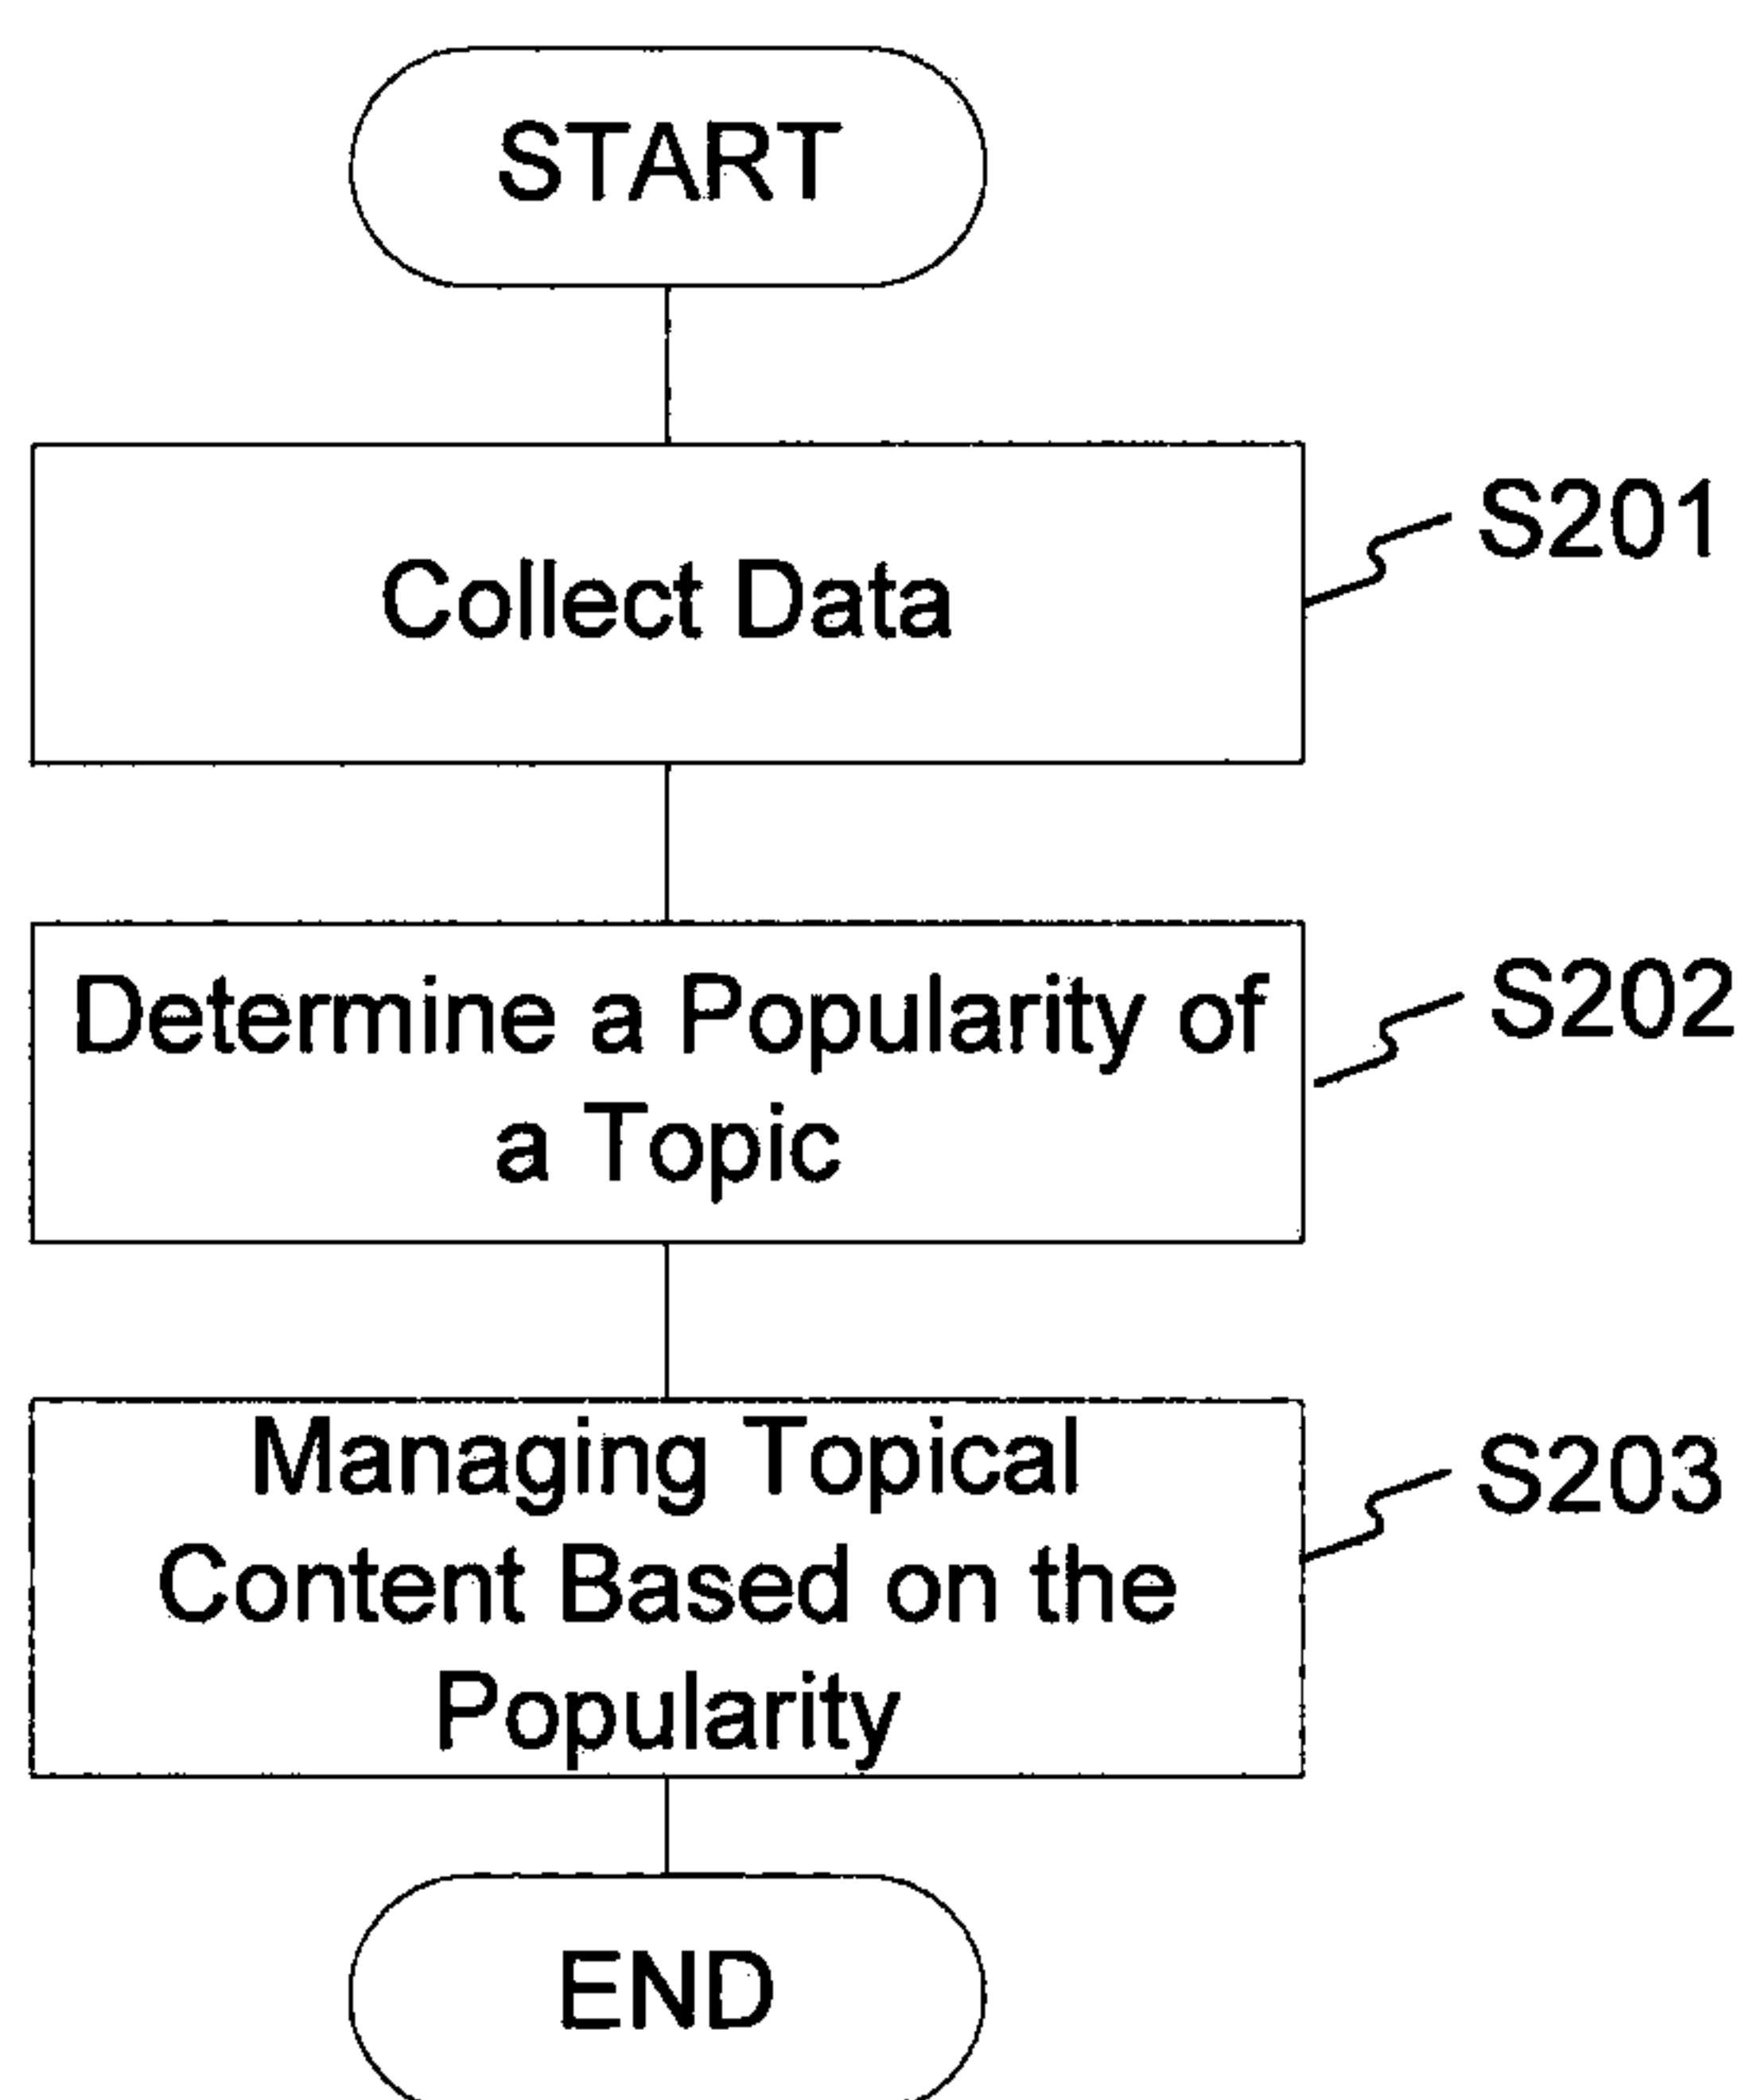 START
Collect Data
S201
Determine a Popularity of
a Topic
S202
Managing Topical
Content Based on the
Popularity
S203
END